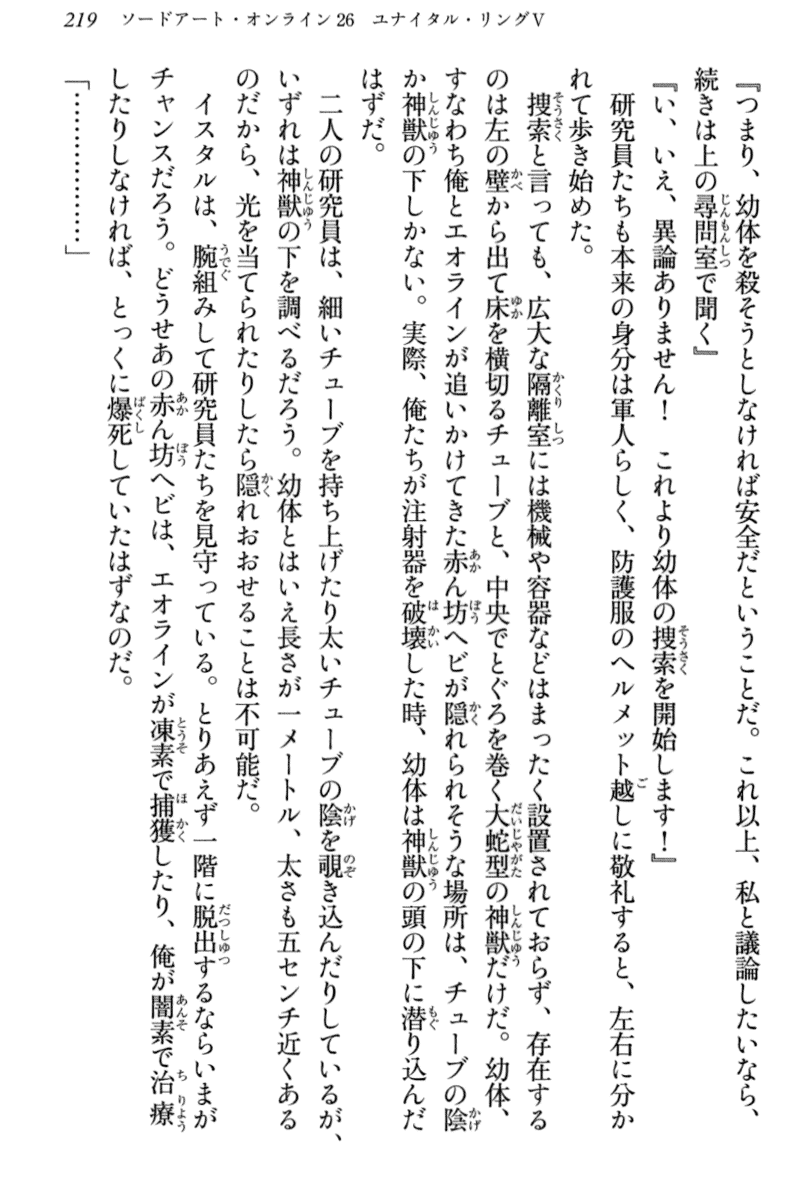 219　ソードアート・オンライン26　ユナイタル・リングⅤ
『つまり、幼体を殺そうとしなければ安全だということだ。これ以上、私と議論したいなら、
続きは上の尋問室で聞く』
『い、いえ、異論ありません！　これより幼体の捜索を開始します！』
　研究員たちも本来の身分は軍人らしく、防護服のヘルメット越しに敬礼すると、左右に分か
れて歩き始めた。
　捜索と言っても、広大な隔離室には機械や容器などはまったく設置されておらず、存在する
のは左の壁から出て床を横切るチューブと、中央でとぐろを巻く大蛇型の神獣だけだ。幼体、
すなわち俺とエオラインが追いかけてきた赤ん坊ヘビが隠れられそうな場所は、チューブの陰
か神獣の下しかない。実際、俺たちが注射器を破壊した時、幼体は神獣の頭の下に潜り込んだ
はずだ。
　二人の研究員は、細いチューブを持ち上げたり太いチューブの陰を覗き込んだりしているが、
いずれは神獣の下を調べるだろう。幼体とはいえ長さが一メートル、太さも五センチ近くある
のだから、光を当てられたりしたら隠れおおせることは不可能だ。
　イスタルは、腕組みして研究員たちを見守っている。とりあえず一階に脱出するならいまが
チャンスだろう。どうせあの赤ん坊ヘビは、エオラインが凍素で捕獲したり、俺が闇素で治療
したりしなければ、とっくに爆死していたはずなのだ。
「………………」